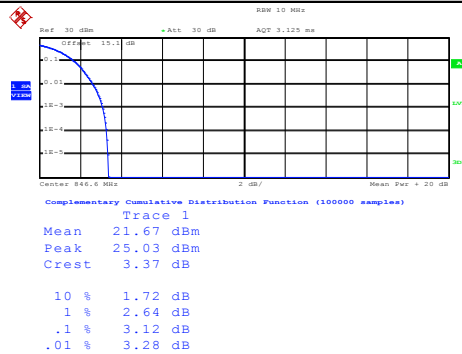 RBW 10 MHz
Ref 30 dBm Att 30 dB AQT 3.125 ms
Offset 15.1 dB
0.1
0.01
1E-3
1E-4
1E-5
A
1 SA
VIEW
LV
3D
Center 846.6 MHz 2 dB/ Mean Pwr + 20 dB
Complementary Cumulative Distribution Function (100000 samples)
Trace 1
Mean 21.67 dBm
Peak 25.03 dBm
Crest 3.37 dB
10 % 1.72 dB
1 % 2.64 dB
.1 % 3.12 dB
.01 % 3.28 dB